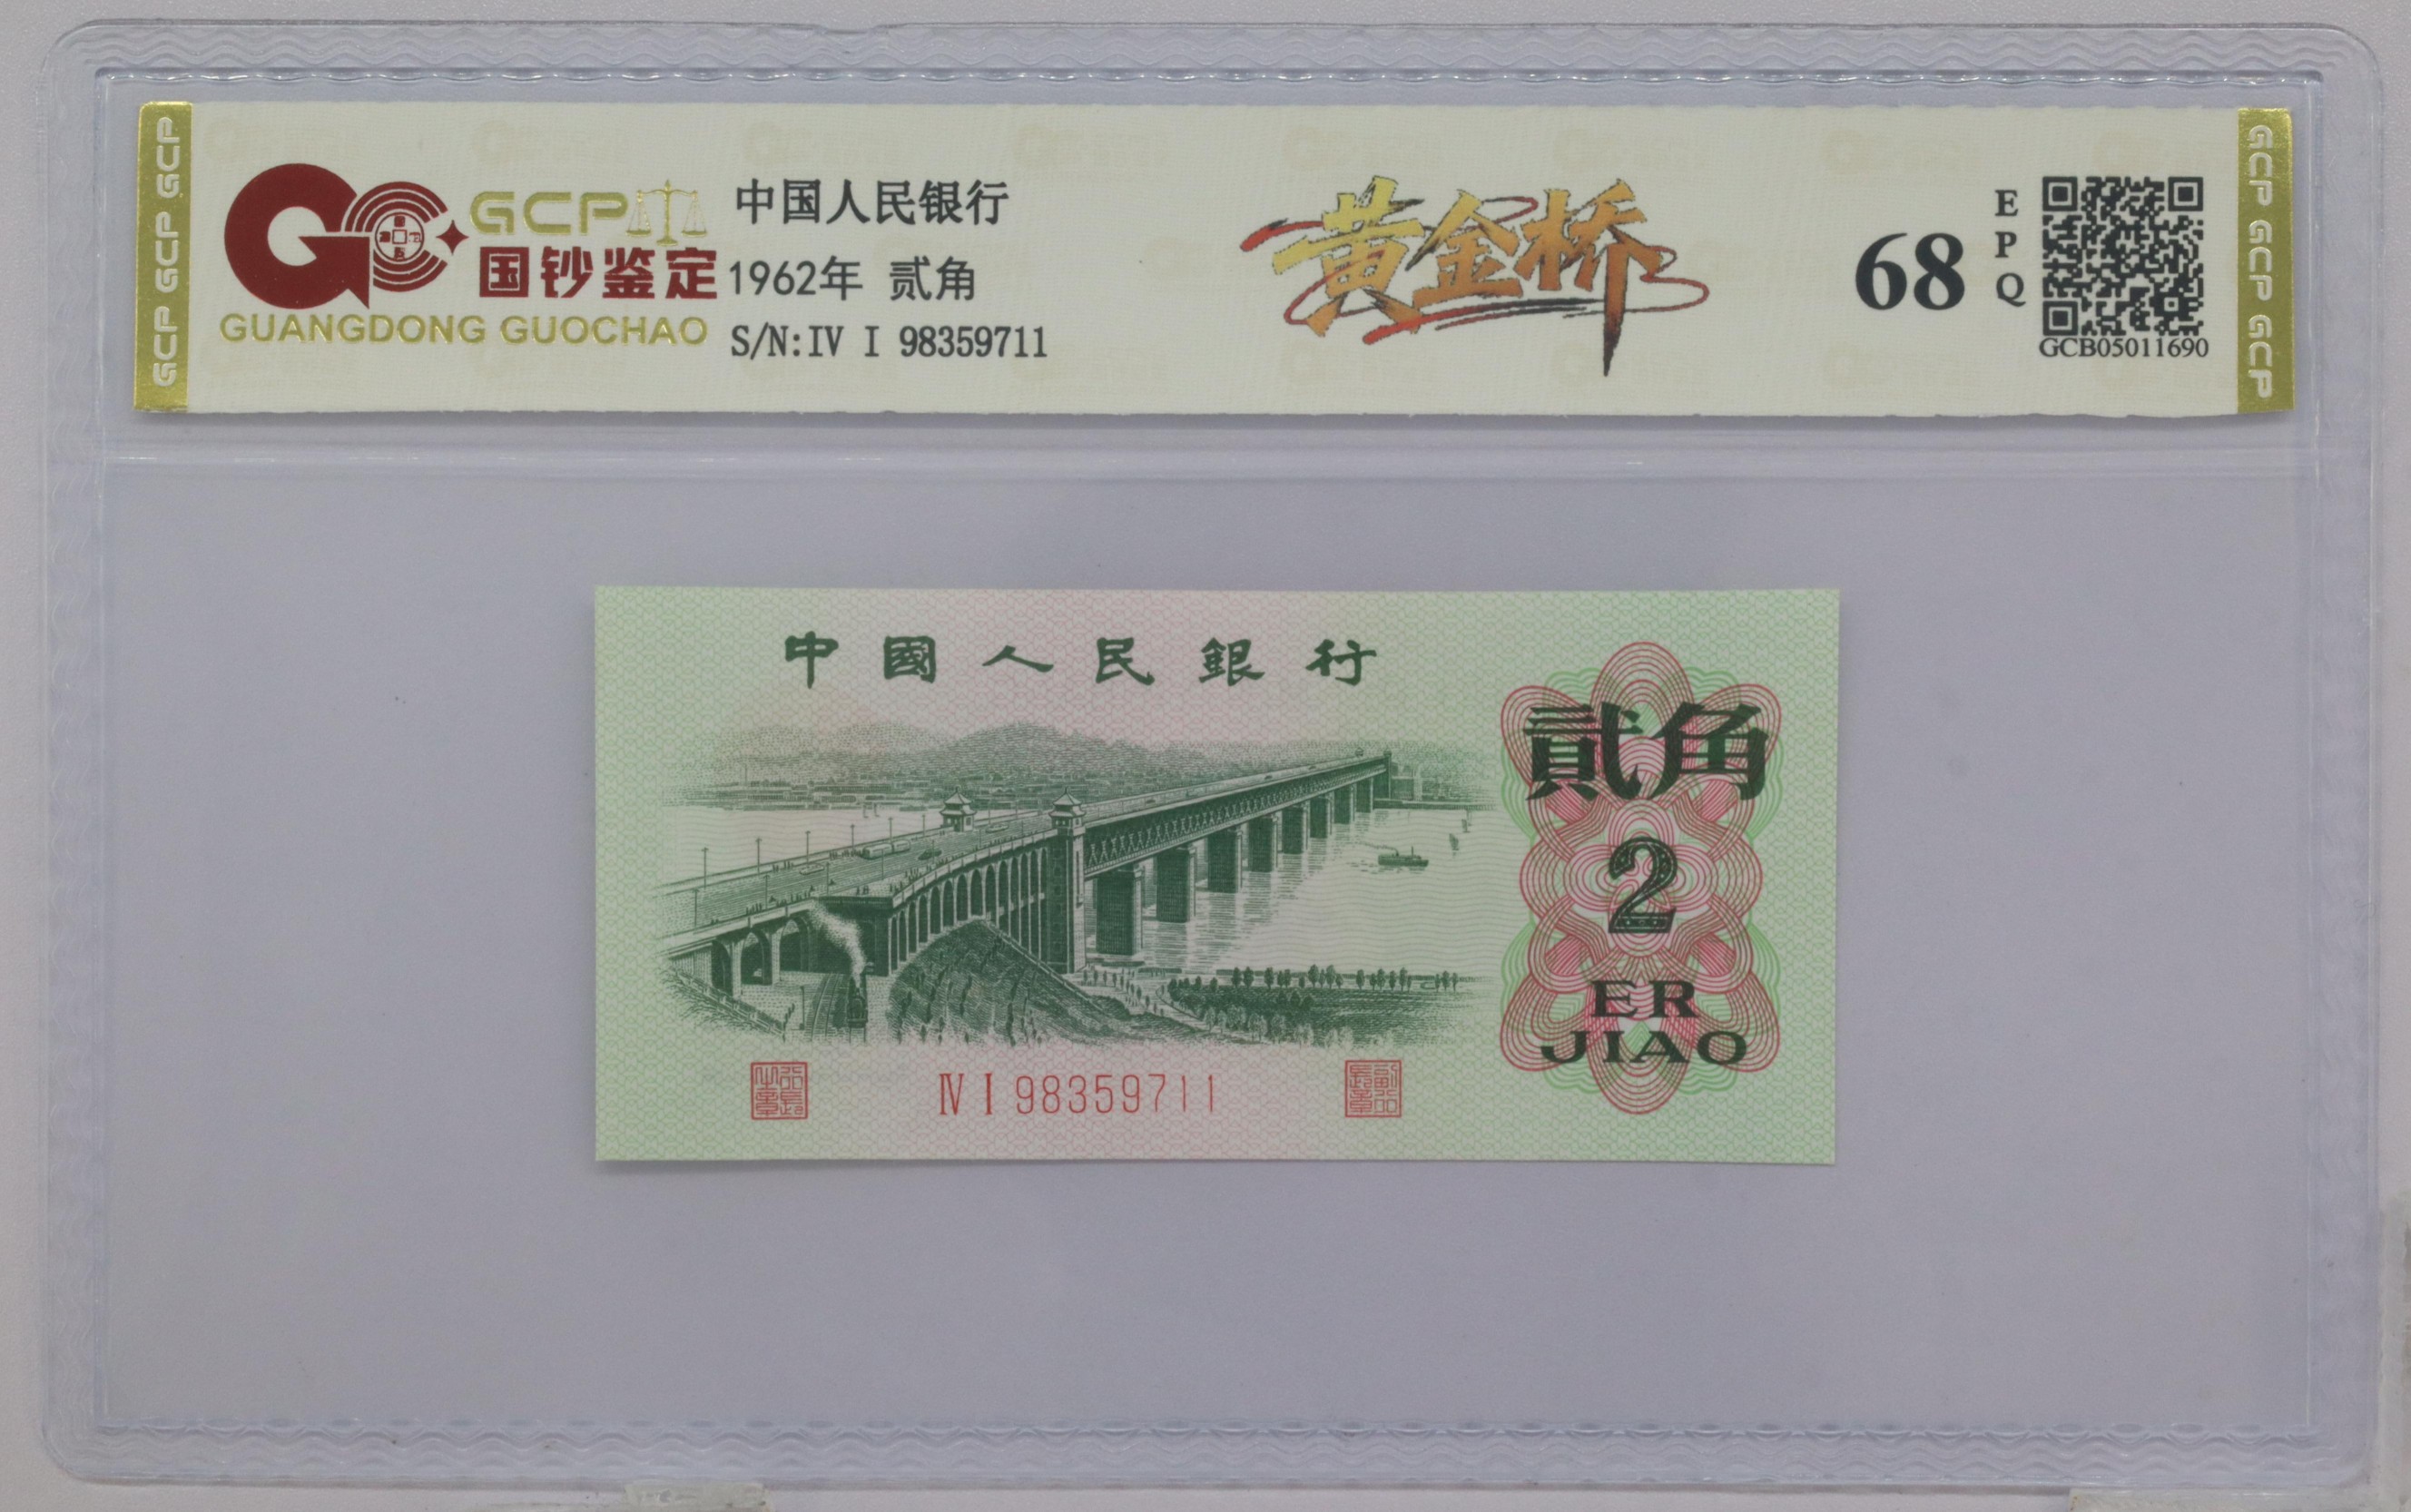 GCP GCP GCP
GCP
国钞鉴定
GUANGDONG GUOCHAO
中国人民银行
1962年 贰角
S/N:IV I 98359711
黄金桥
68
EPQ
GCB05011690
GCP GCP GCP
中國人民銀行
貳角
2
ER
JIAO
Ⅳ Ⅰ 98359711